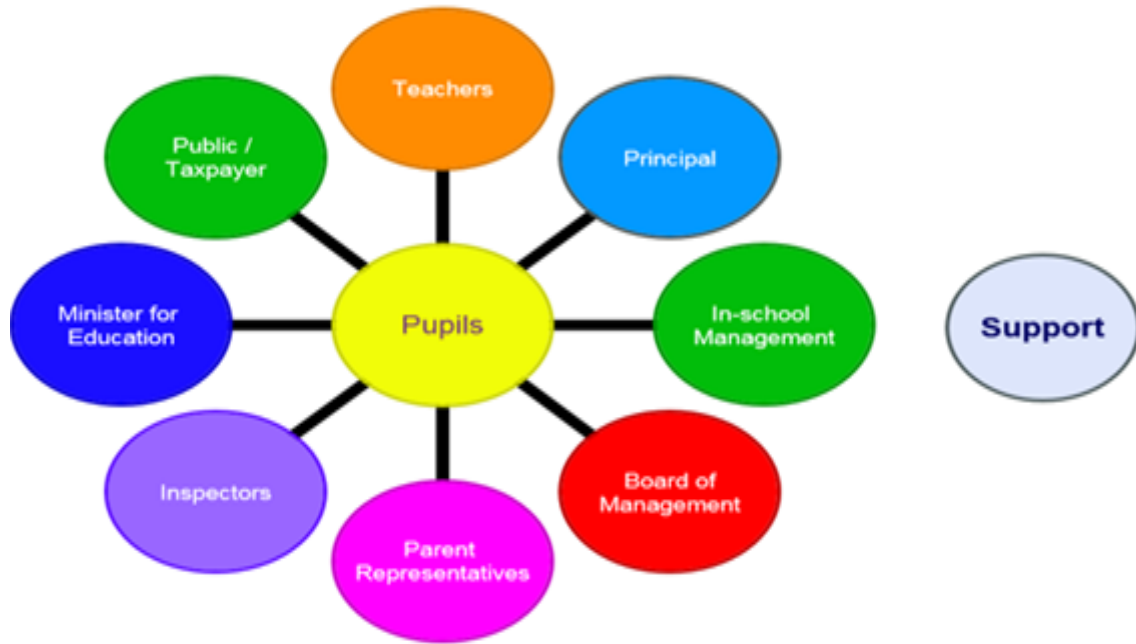 Teachers
Public /
Taxpayer
Principal
Minister for
Education
Pupils
In-school
Management
Support
Inspectors
Board of
Management
Parent
Representatives